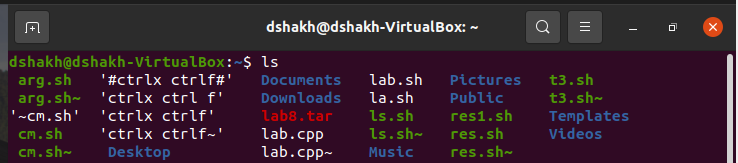 dshakh@dshakh-VirtualBox: ~
dshakh@dshakh-VirtualBox:~$ ls
arg.sh '#ctrlx ctrlf#' Documents lab.sh Pictures t3.sh
arg.sh~ 'ctrlx ctrl f' Downloads la.sh Public t3.sh~
'~cm.sh' 'ctrlx ctrlf' lab8.tar ls.sh res1.sh Templates
cm.sh 'ctrlx ctrlf~' lab.cpp ls.sh~ res.sh Videos
cm.sh~ Desktop lab.cpp~ Music res.sh~